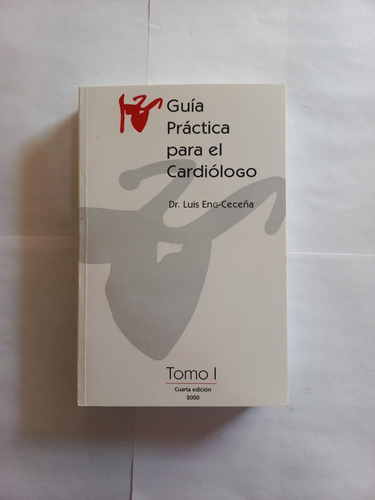 Guía
Práctica
para el
Cardiólogo
Dr. Luis Eng-Ceceña
Tomo I
Cuarta edición
2000